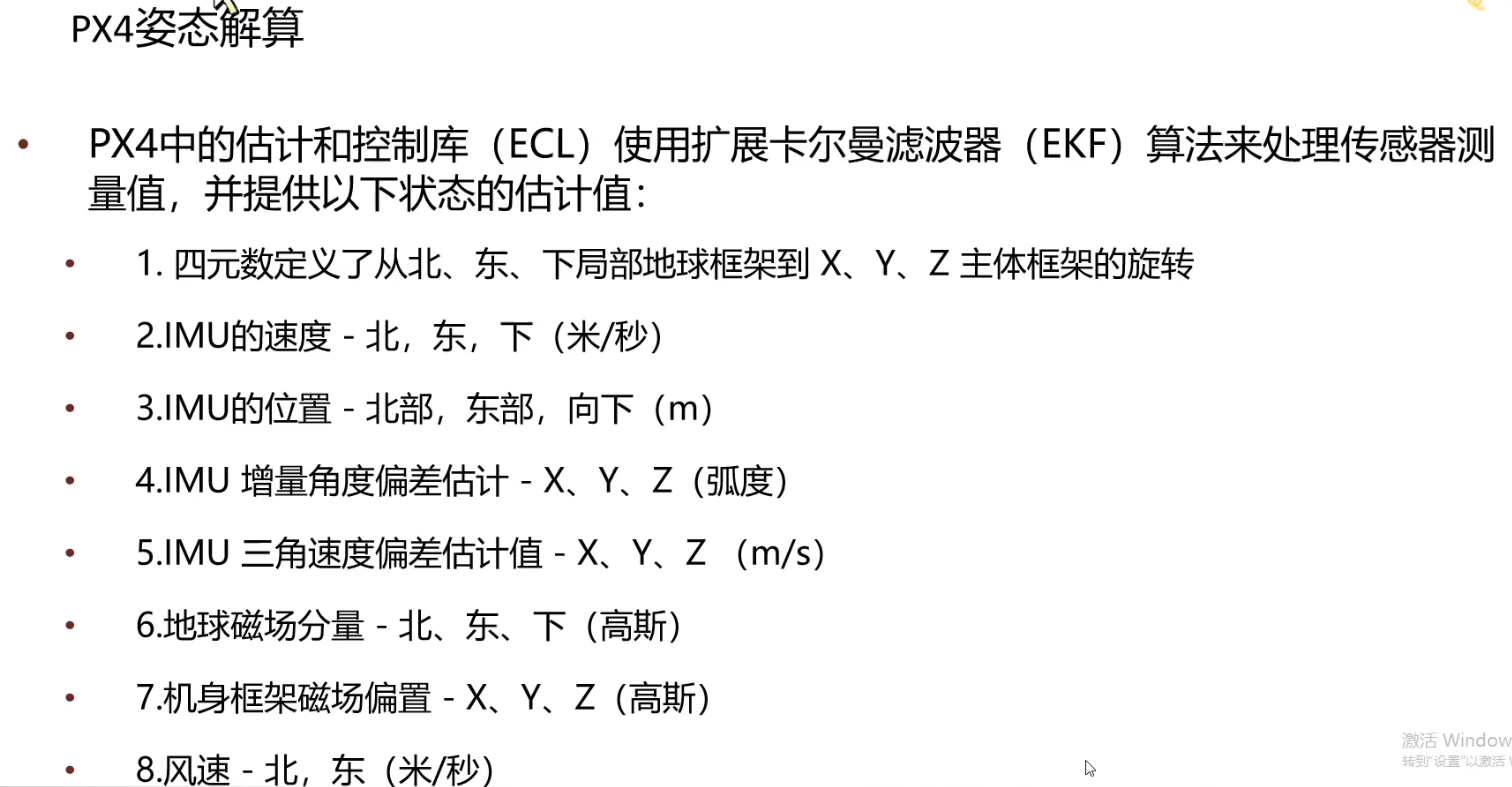 PX4姿态解算
• PX4中的估计和控制库（ECL）使用扩展卡尔曼滤波器（EKF）算法来处理传感器测
量值，并提供以下状态的估计值：
• 1. 四元数定义了从北、东、下局部地球框架到 X、Y、Z 主体框架的旋转
• 2.IMU的速度 - 北，东，下（米/秒）
• 3.IMU的位置 - 北部，东部，向下（m）
• 4.IMU 增量角度偏差估计 - X、Y、Z（弧度）
• 5.IMU 三角速度偏差估计值 - X、Y、Z （m/s）
• 6.地球磁场分量 - 北、东、下（高斯）
• 7.机身框架磁场偏置 - X、Y、Z（高斯）
• 8.风速 - 北，东（米/秒）
激活 Window
转到"设置"以激活